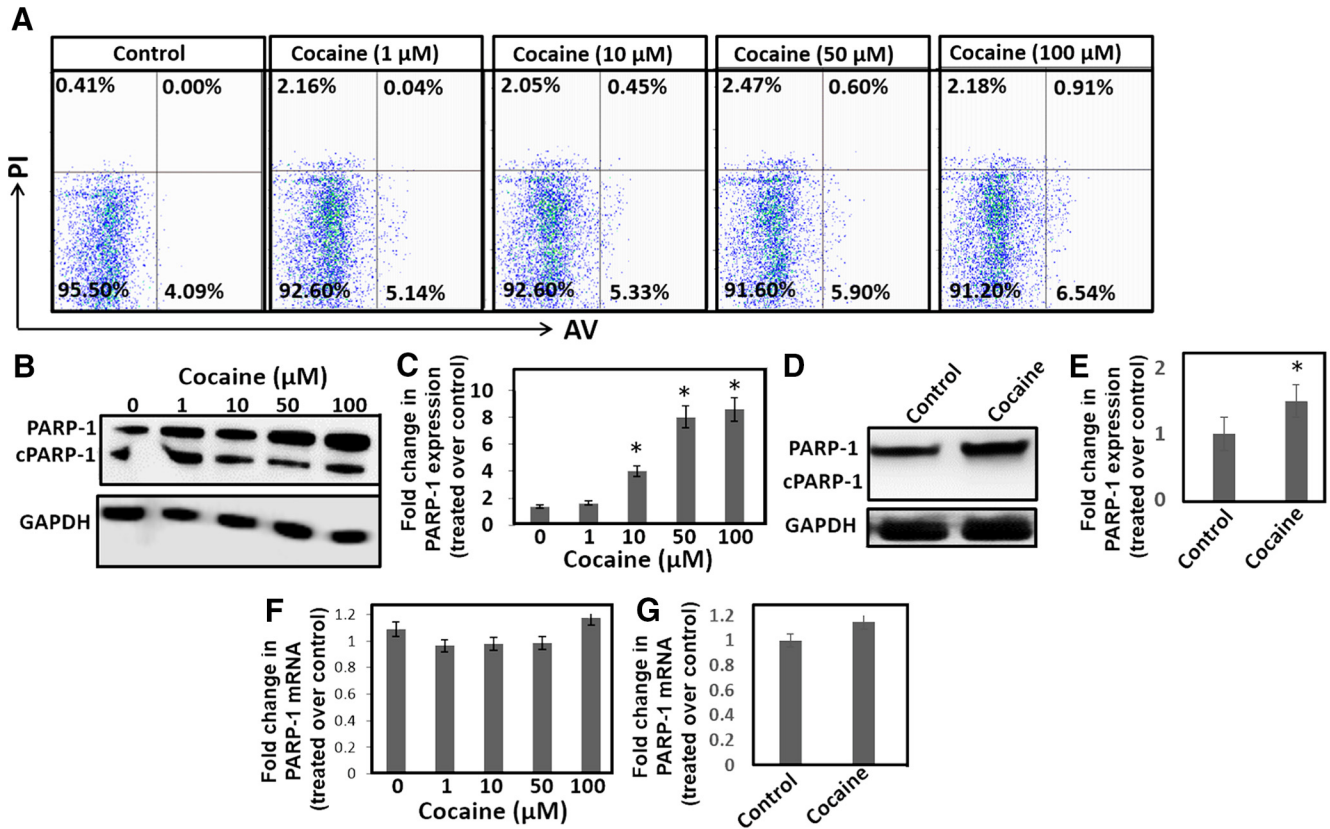 A
Control
Cocaine (1 µM)
Cocaine (10 µM)
Cocaine (50 µM)
Cocaine (100 µM)
0.41% 0.00%
2.16% 0.04%
2.05% 0.45%
2.47% 0.60%
2.18% 0.91%
PI
95.50% 4.09%
92.60% 5.14%
92.60% 5.33%
91.60% 5.90%
91.20% 6.54%
AV
B
Cocaine (µM)
0 1 10 50 100
PARP-1
cPARP-1
GAPDH
C
Fold change in
PARP-1 expression
(treated over control)
10
8
6
4
2
0
* * *
0 1 10 50 100
Cocaine (µM)
D
Control
Cocaine
PARP-1
cPARP-1
GAPDH
E
Fold change in
PARP-1 expression
(treated over control)
2
1
0
*
Control
Cocaine
F
Fold change in
PARP-1 mRNA
(treated over control)
1.2
1
0.8
0.6
0.4
0.2
0
0 1 10 50 100
Cocaine (µM)
G
Fold change in
PARP-1 mRNA
(treated over control)
1.2
1
0.8
0.6
0.4
0.2
0
Control
Cocaine